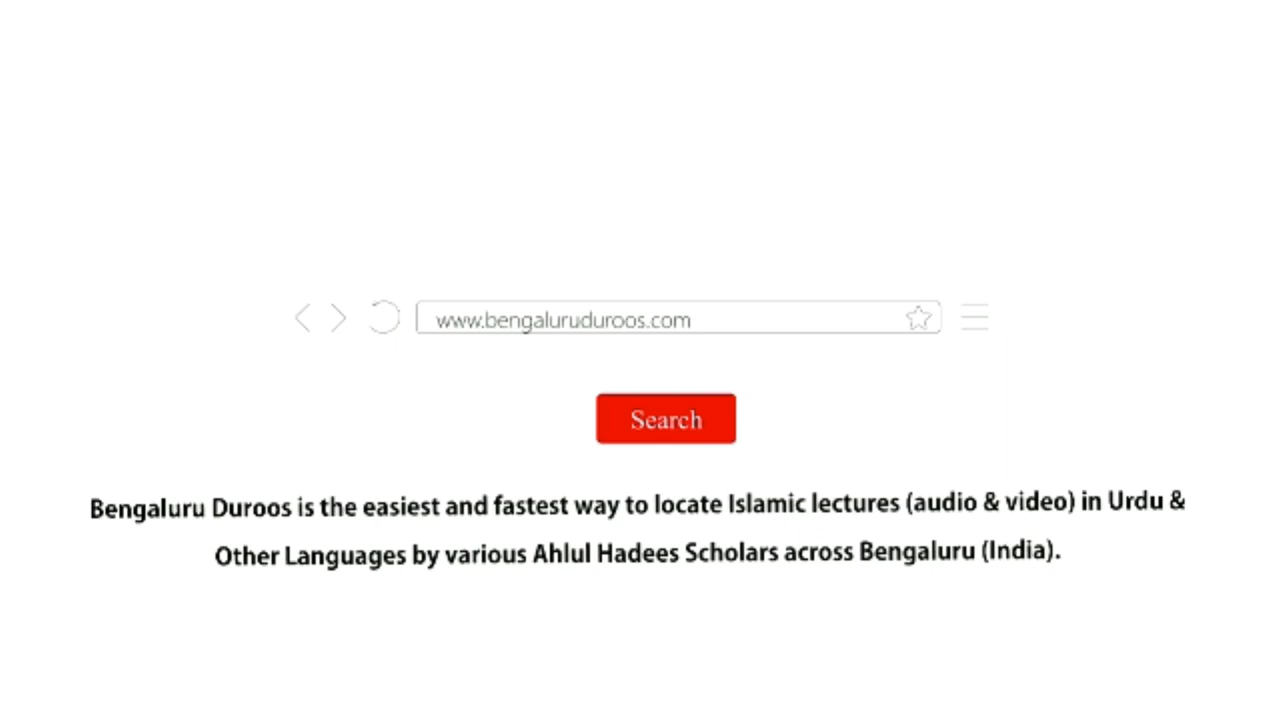 www.bengaluruduroos.com
Search
Bengaluru Duroos is the easiest and fastest way to locate Islamic lectures (audio & video) in Urdu &
Other Languages by various Ahlul Hadees Scholars across Bengaluru (India).